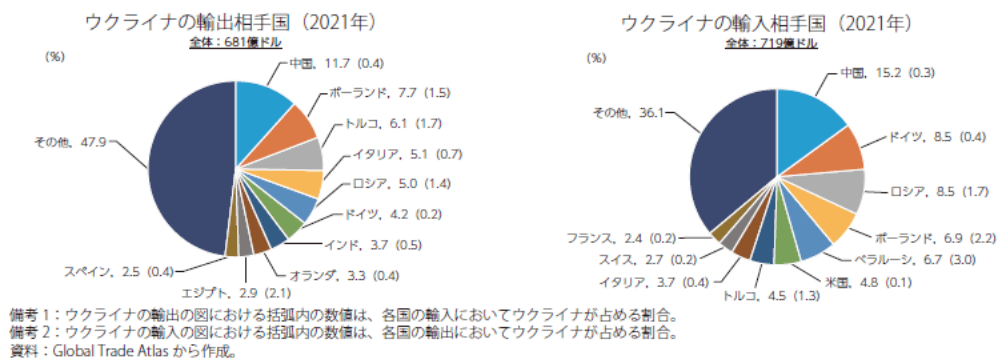 ウクライナの輸出相手国（2021年）
全体：681億ドル
(%)
中国, 11.7 (0.4)
ポーランド, 7.7 (1.5)
トルコ, 6.1 (1.7)
イタリア, 5.1 (0.7)
ロシア, 5.0 (1.4)
ドイツ, 4.2 (0.2)
インド, 3.7 (0.5)
オランダ, 3.3 (0.4)
エジプト, 2.9 (2.1)
スペイン, 2.5 (0.4)
その他, 47.9
ウクライナの輸入相手国（2021年）
全体：719億ドル
(%)
中国, 15.2 (0.3)
ドイツ, 8.5 (0.4)
ロシア, 8.5 (1.7)
ポーランド, 6.9 (2.2)
ベラルーシ, 6.7 (3.0)
米国, 4.8 (0.1)
トルコ, 4.5 (1.3)
イタリア, 3.7 (0.4)
スイス, 2.7 (0.2)
フランス, 2.4 (0.2)
その他, 36.1
備考1：ウクライナの輸出の図における括弧内の数値は、各国の輸入においてウクライナが占める割合。
備考2：ウクライナの輸入の図における括弧内の数値は、各国の輸出においてウクライナが占める割合。
資料：Global Trade Atlas から作成。